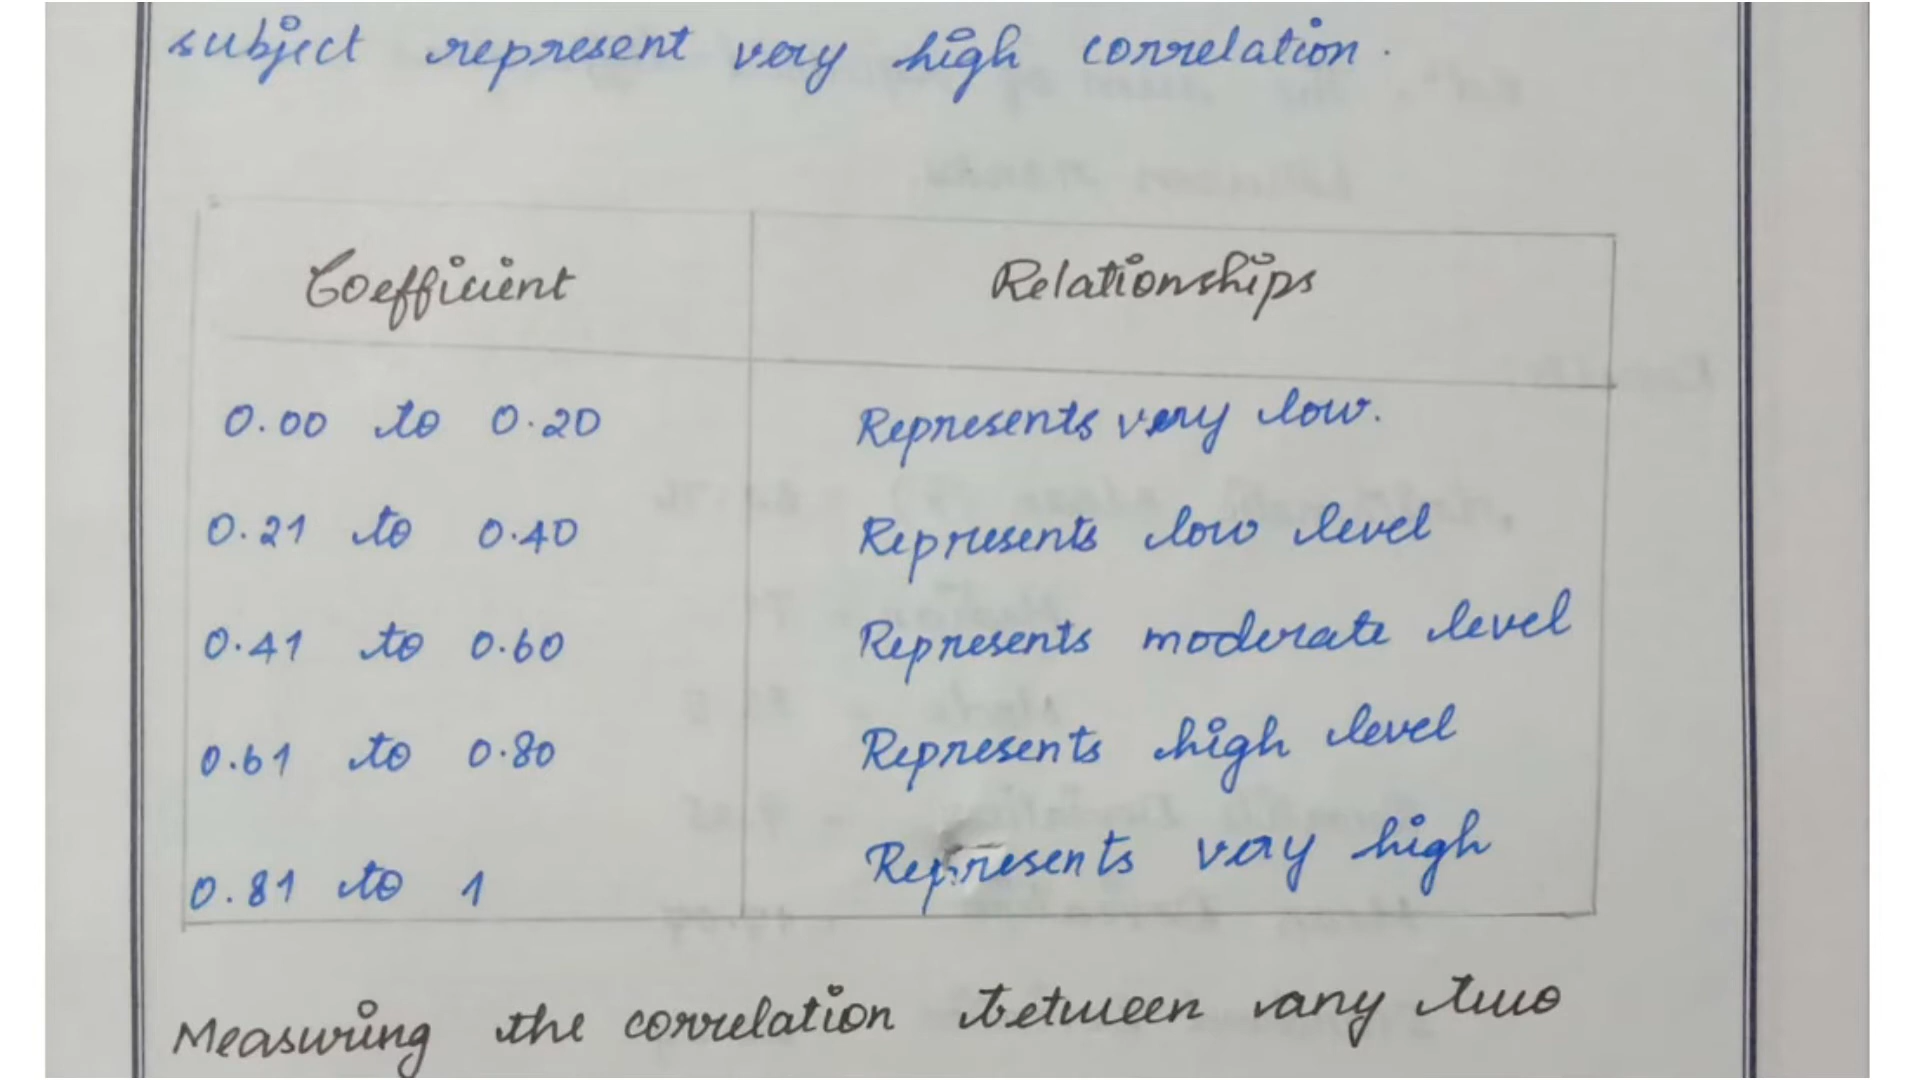 subject represent very high correlation.
Coefficient Relationships
0.00 to 0.20 Represents very low.
0.21 to 0.40 Represents low level
0.41 to 0.60 Represents moderate level
0.61 to 0.80 Represents high level
0.81 to 1 Represents very high
Measuring the correlation between any two